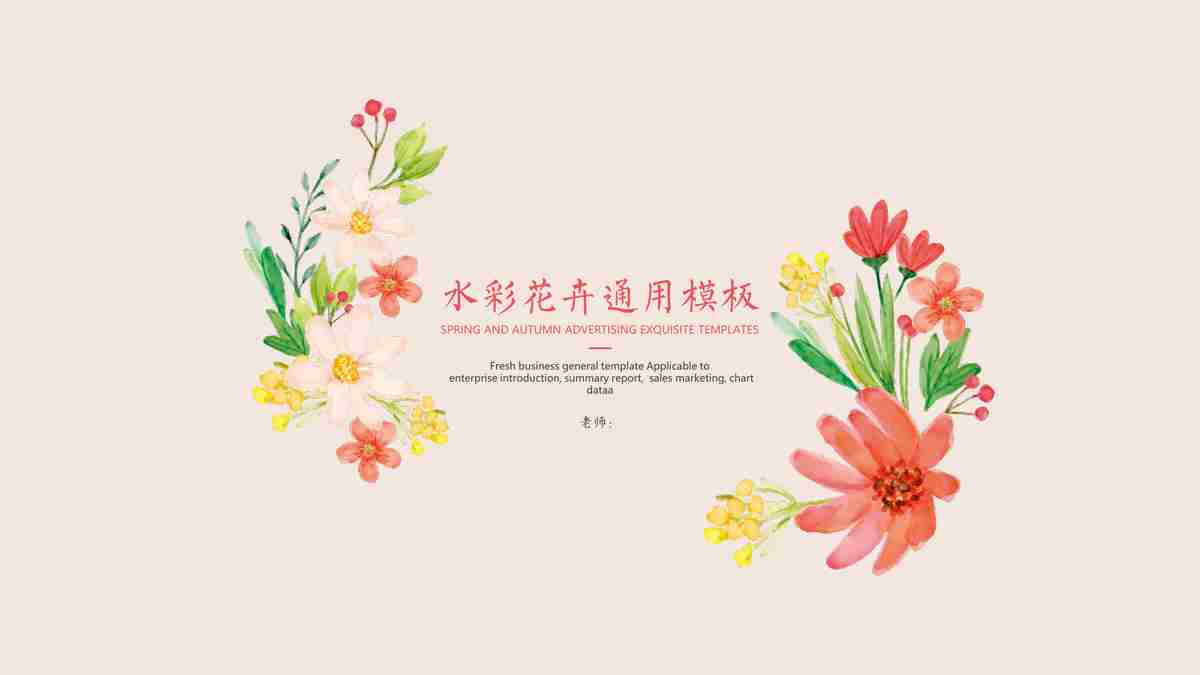 水彩花卉通用模板
SPRING AND AUTUMN ADVERTISING EXQUISITE TEMPLATES
Fresh business general template Applicable to
enterprise introduction, summary report, sales marketing, chart
dataa
老师：